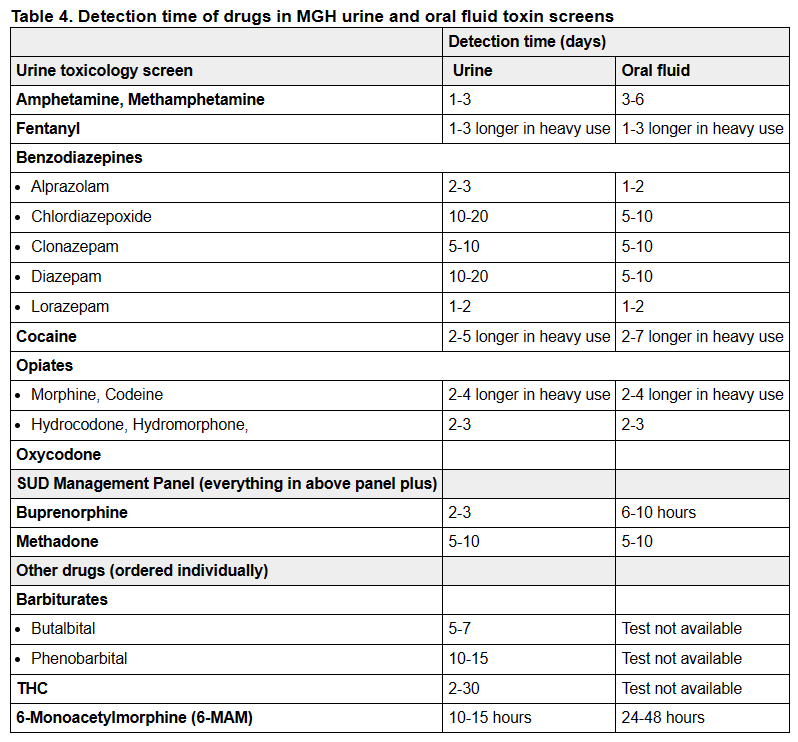 Table 4. Detection time of drugs in MGH urine and oral fluid toxin screens
Detection time (days)
Urine toxicology screen Urine Oral fluid
Amphetamine, Methamphetamine 1-3 3-6
Fentanyl 1-3 longer in heavy use 1-3 longer in heavy use
Benzodiazepines
• Alprazolam 2-3 1-2
• Chlordiazepoxide 10-20 5-10
• Clonazepam 5-10 5-10
• Diazepam 10-20 5-10
• Lorazepam 1-2 1-2
Cocaine 2-5 longer in heavy use 2-7 longer in heavy use
Opiates
• Morphine, Codeine 2-4 longer in heavy use 2-4 longer in heavy use
• Hydrocodone, Hydromorphone, 2-3 2-3
Oxycodone
SUD Management Panel (everything in above panel plus)
Buprenorphine 2-3 6-10 hours
Methadone 5-10 5-10
Other drugs (ordered individually)
Barbiturates
• Butalbital 5-7 Test not available
• Phenobarbital 10-15 Test not available
THC 2-30 Test not available
6-Monoacetylmorphine (6-MAM) 10-15 hours 24-48 hours